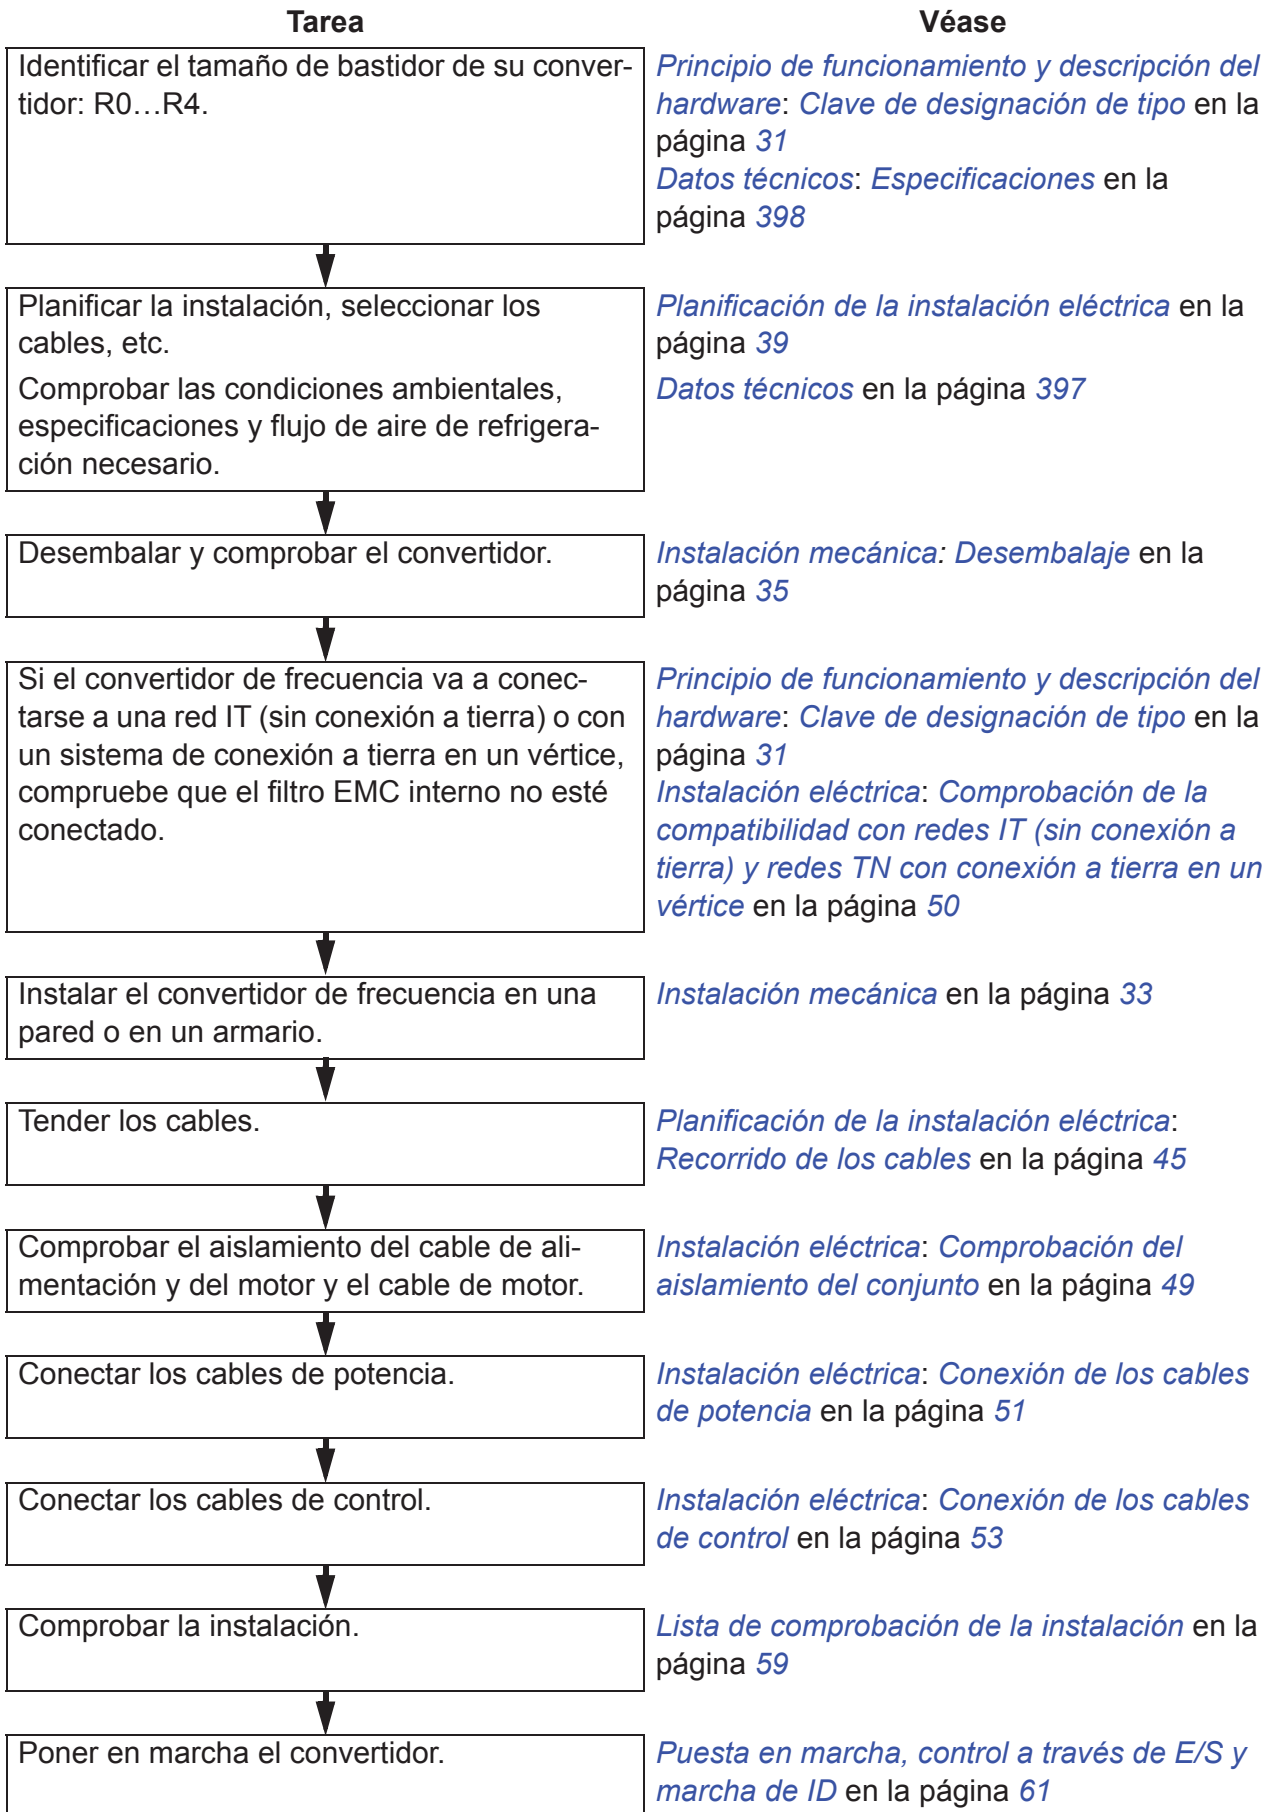 Tarea
Véase
Identificar el tamaño de bastidor de su conver-
tidor: R0…R4.
Principio de funcionamiento y descripción del
hardware: Clave de designación de tipo en la
página 31
Datos técnicos: Especificaciones en la
página 398
Planificar la instalación, seleccionar los
cables, etc.
Planificación de la instalación eléctrica en la
página 39
Comprobar las condiciones ambientales,
especificaciones y flujo de aire de refrigera-
ción necesario.
Datos técnicos en la página 397
Desembalar y comprobar el convertidor.
Instalación mecánica: Desembalaje en la
página 35
Si el convertidor de frecuencia va a conec-
tarse a una red IT (sin conexión a tierra) o con
un sistema de conexión a tierra en un vértice,
compruebe que el filtro EMC interno no esté
conectado.
Principio de funcionamiento y descripción del
hardware: Clave de designación de tipo en la
página 31
Instalación eléctrica: Comprobación de la
compatibilidad con redes IT (sin conexión a
tierra) y redes TN con conexión a tierra en un
vértice en la página 50
Instalar el convertidor de frecuencia en una
pared o en un armario.
Instalación mecánica en la página 33
Tender los cables.
Planificación de la instalación eléctrica:
Recorrido de los cables en la página 45
Comprobar el aislamiento del cable de ali-
mentación y del motor y el cable de motor.
Instalación eléctrica: Comprobación del
aislamiento del conjunto en la página 49
Conectar los cables de potencia.
Instalación eléctrica: Conexión de los cables
de potencia en la página 51
Conectar los cables de control.
Instalación eléctrica: Conexión de los cables
de control en la página 53
Comprobar la instalación.
Lista de comprobación de la instalación en la
página 59
Poner en marcha el convertidor.
Puesta en marcha, control a través de E/S y
marcha de ID en la página 61